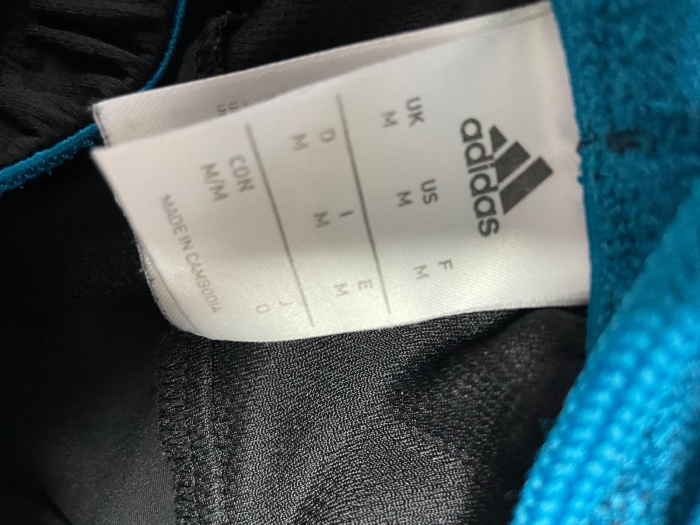 adidas
UK US F
M M M
D I E
M M M
CDN J
M/M O
MADE IN CAMBODIA